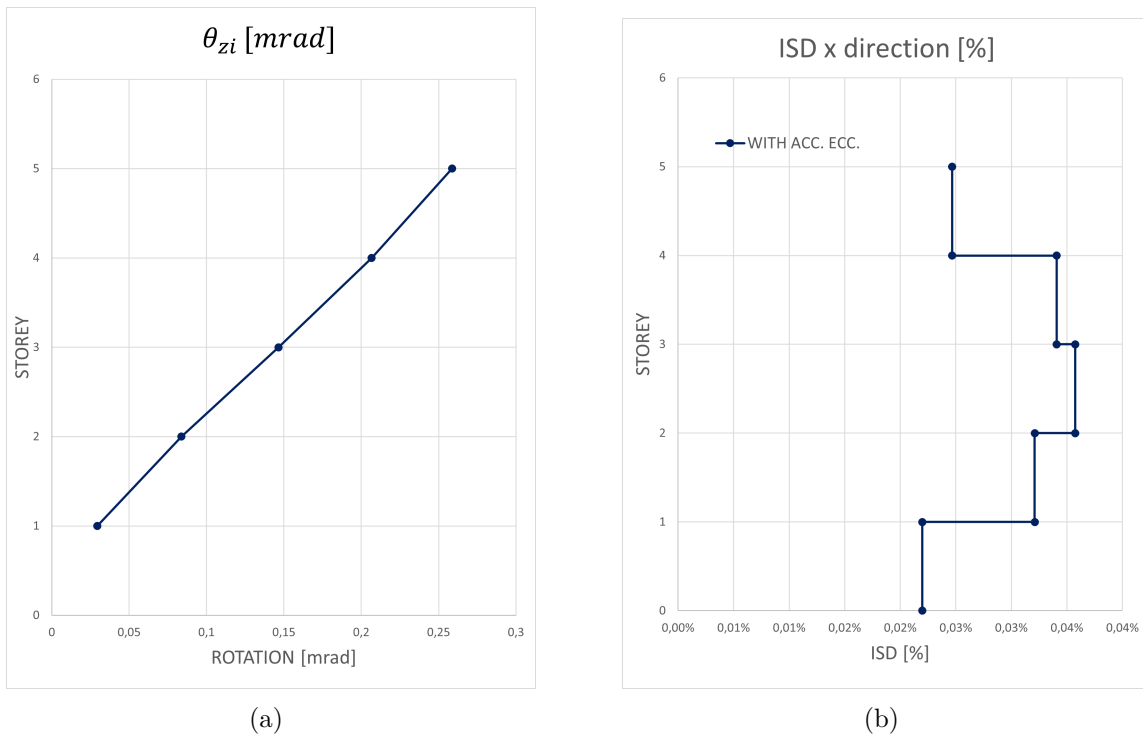 θzi [mrad]
6
5
4
3
2
1
0
STOREY
0 0,05 0,1 0,15 0,2 0,25 0,3
ROTATION [mrad]
(a)
ISD x direction [%]
WITH ACC. ECC.
6
5
4
3
2
1
0
STOREY
0,00% 0,01% 0,01% 0,02% 0,02% 0,03% 0,03% 0,04% 0,04%
ISD [%]
(b)